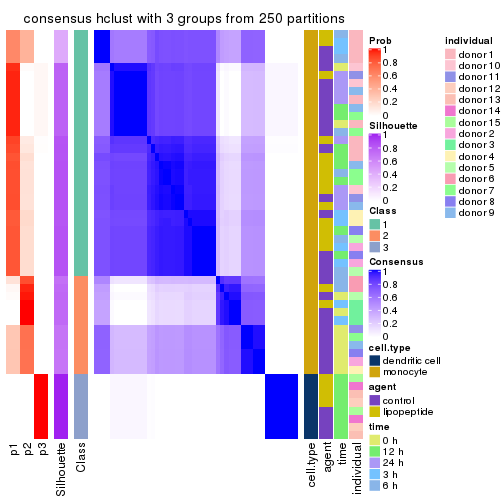 consensus hclust with 3 groups from 250 partitions
Prob
1
0.8
0.6
0.4
0.2
0
Silhouette
1
0.8
0.6
0.4
0.2
0
Class
1
2
3
Consensus
1
0.8
0.6
0.4
0.2
0
cell.type
dendritic cell
monocyte
agent
control
lipopeptide
time
0 h
12 h
24 h
3 h
6 h
individual
donor 1
donor 10
donor 11
donor 12
donor 13
donor 14
donor 15
donor 2
donor 3
donor 4
donor 5
donor 6
donor 7
donor 8
donor 9
p1
p2
p3
Silhouette
Class
cell.type
agent
time
individual